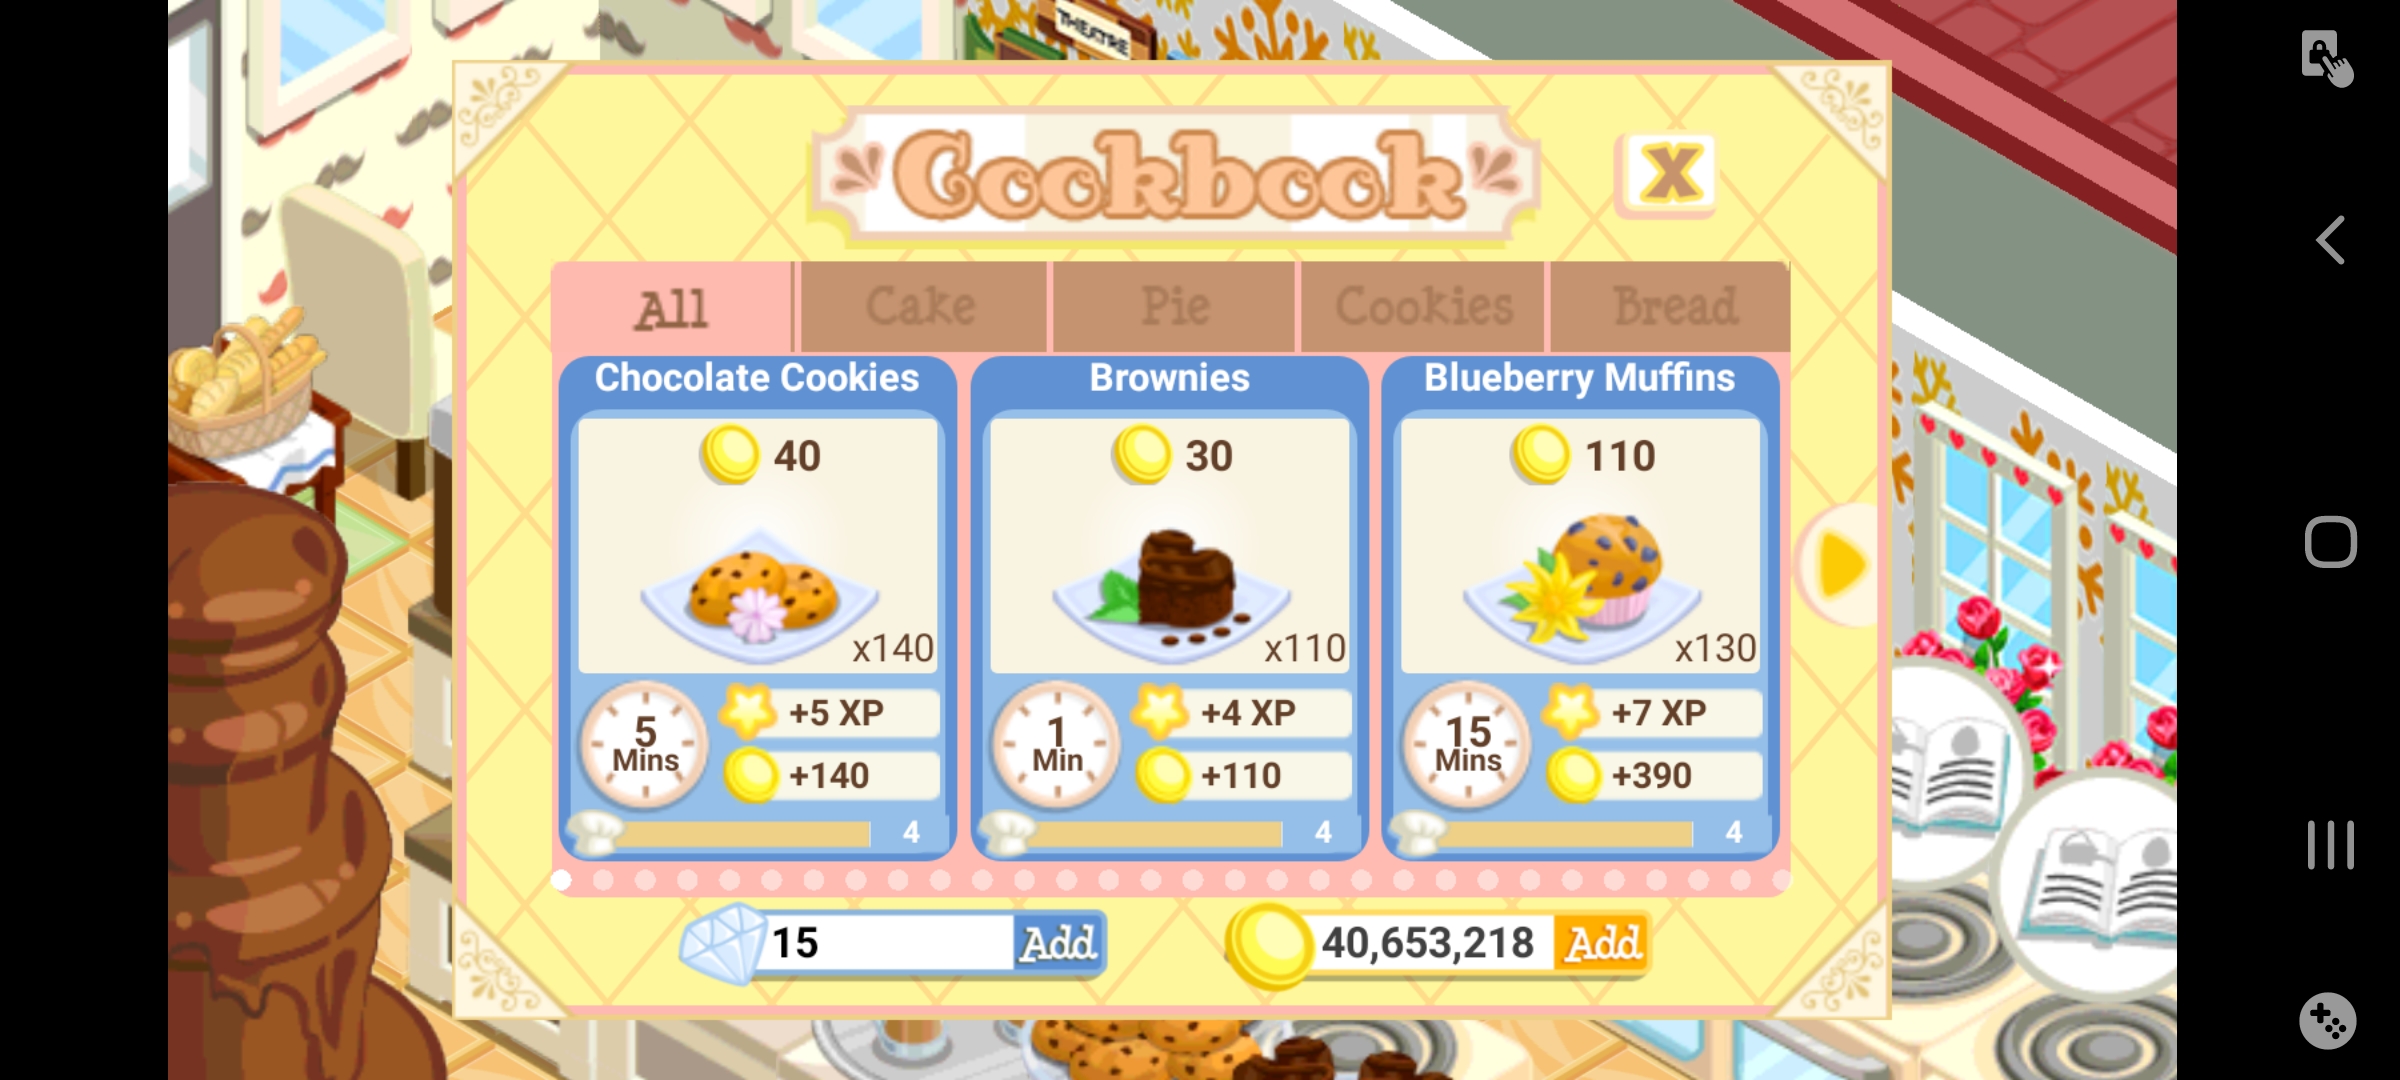 THEATRE
Cookbook
X
All Cake Pie Cookies Bread
Chocolate Cookies Brownies Blueberry Muffins
40 30 110
x140 x110 x130
5 Mins +5 XP 1 Min +4 XP 15 Mins +7 XP
+140 +110 +390
4 4 4
15 Add 40,653,218 Add